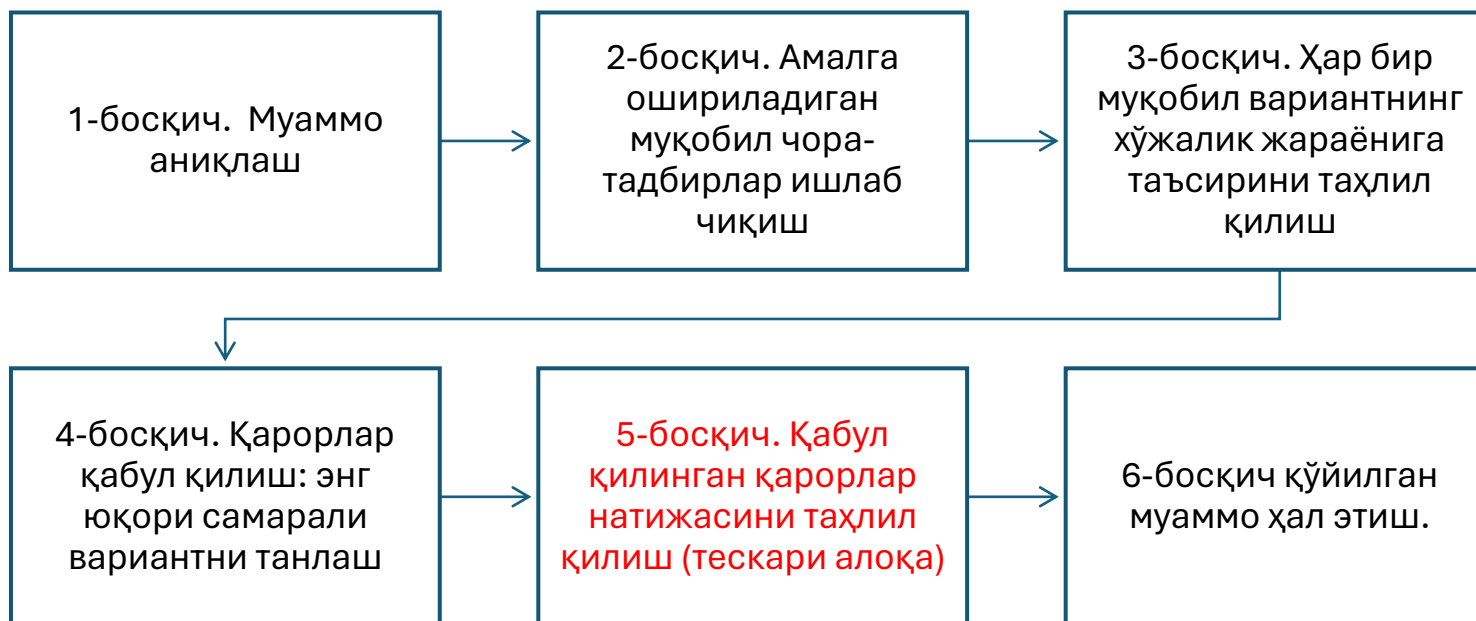 1-босқич. Муаммо
аниқлаш
2-босқич. Амалга
ошириладиган
муқобил чора-
тадбирлар ишлаб
чиқиш
3-босқич. Ҳар бир
муқобил вариантнинг
хўжалик жараёнига
таъсирини таҳлил
қилиш
4-босқич. Қарорлар
қабул қилиш: энг
юқори самарали
вариантни танлаш
5-босқич. Қабул
қилинган қарорлар
натижасини таҳлил
қилиш (тескари алоқа)
6-босқич қўйилган
муаммо ҳал этиш.